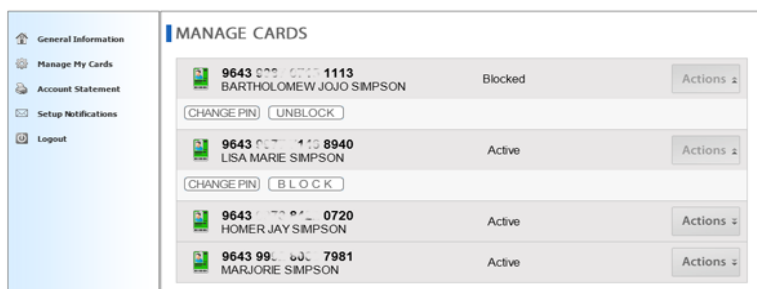 General Information
Manage My Cards
Account Statement
Setup Notifications
Logout
MANAGE CARDS
9643 1113
BARTHOLOMEW JOJO SIMPSON
Blocked
Actions
CHANGE PIN UNBLOCK
9643 8940
LISA MARIE SIMPSON
Active
Actions
CHANGE PIN BLOCK
9643 0720
HOMER JAY SIMPSON
Active
Actions
9643 7981
MARJORIE SIMPSON
Active
Actions